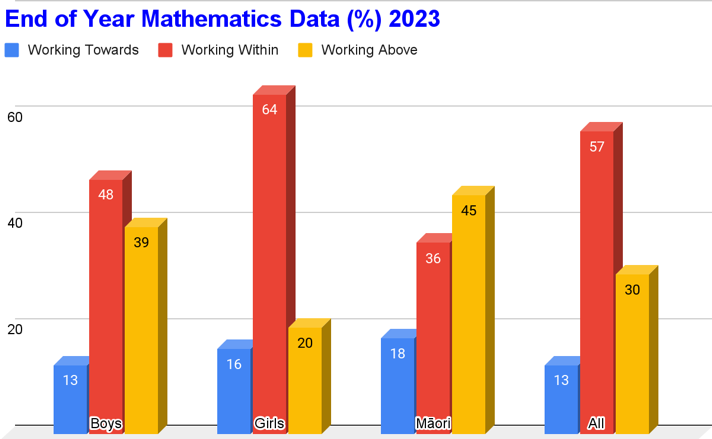 End of Year Mathematics Data (%) 2023
Working Towards Working Within Working Above
60
40
20
13 48 39
16 64 20
18 36 45
13 57 30
Boys Girls Māori All